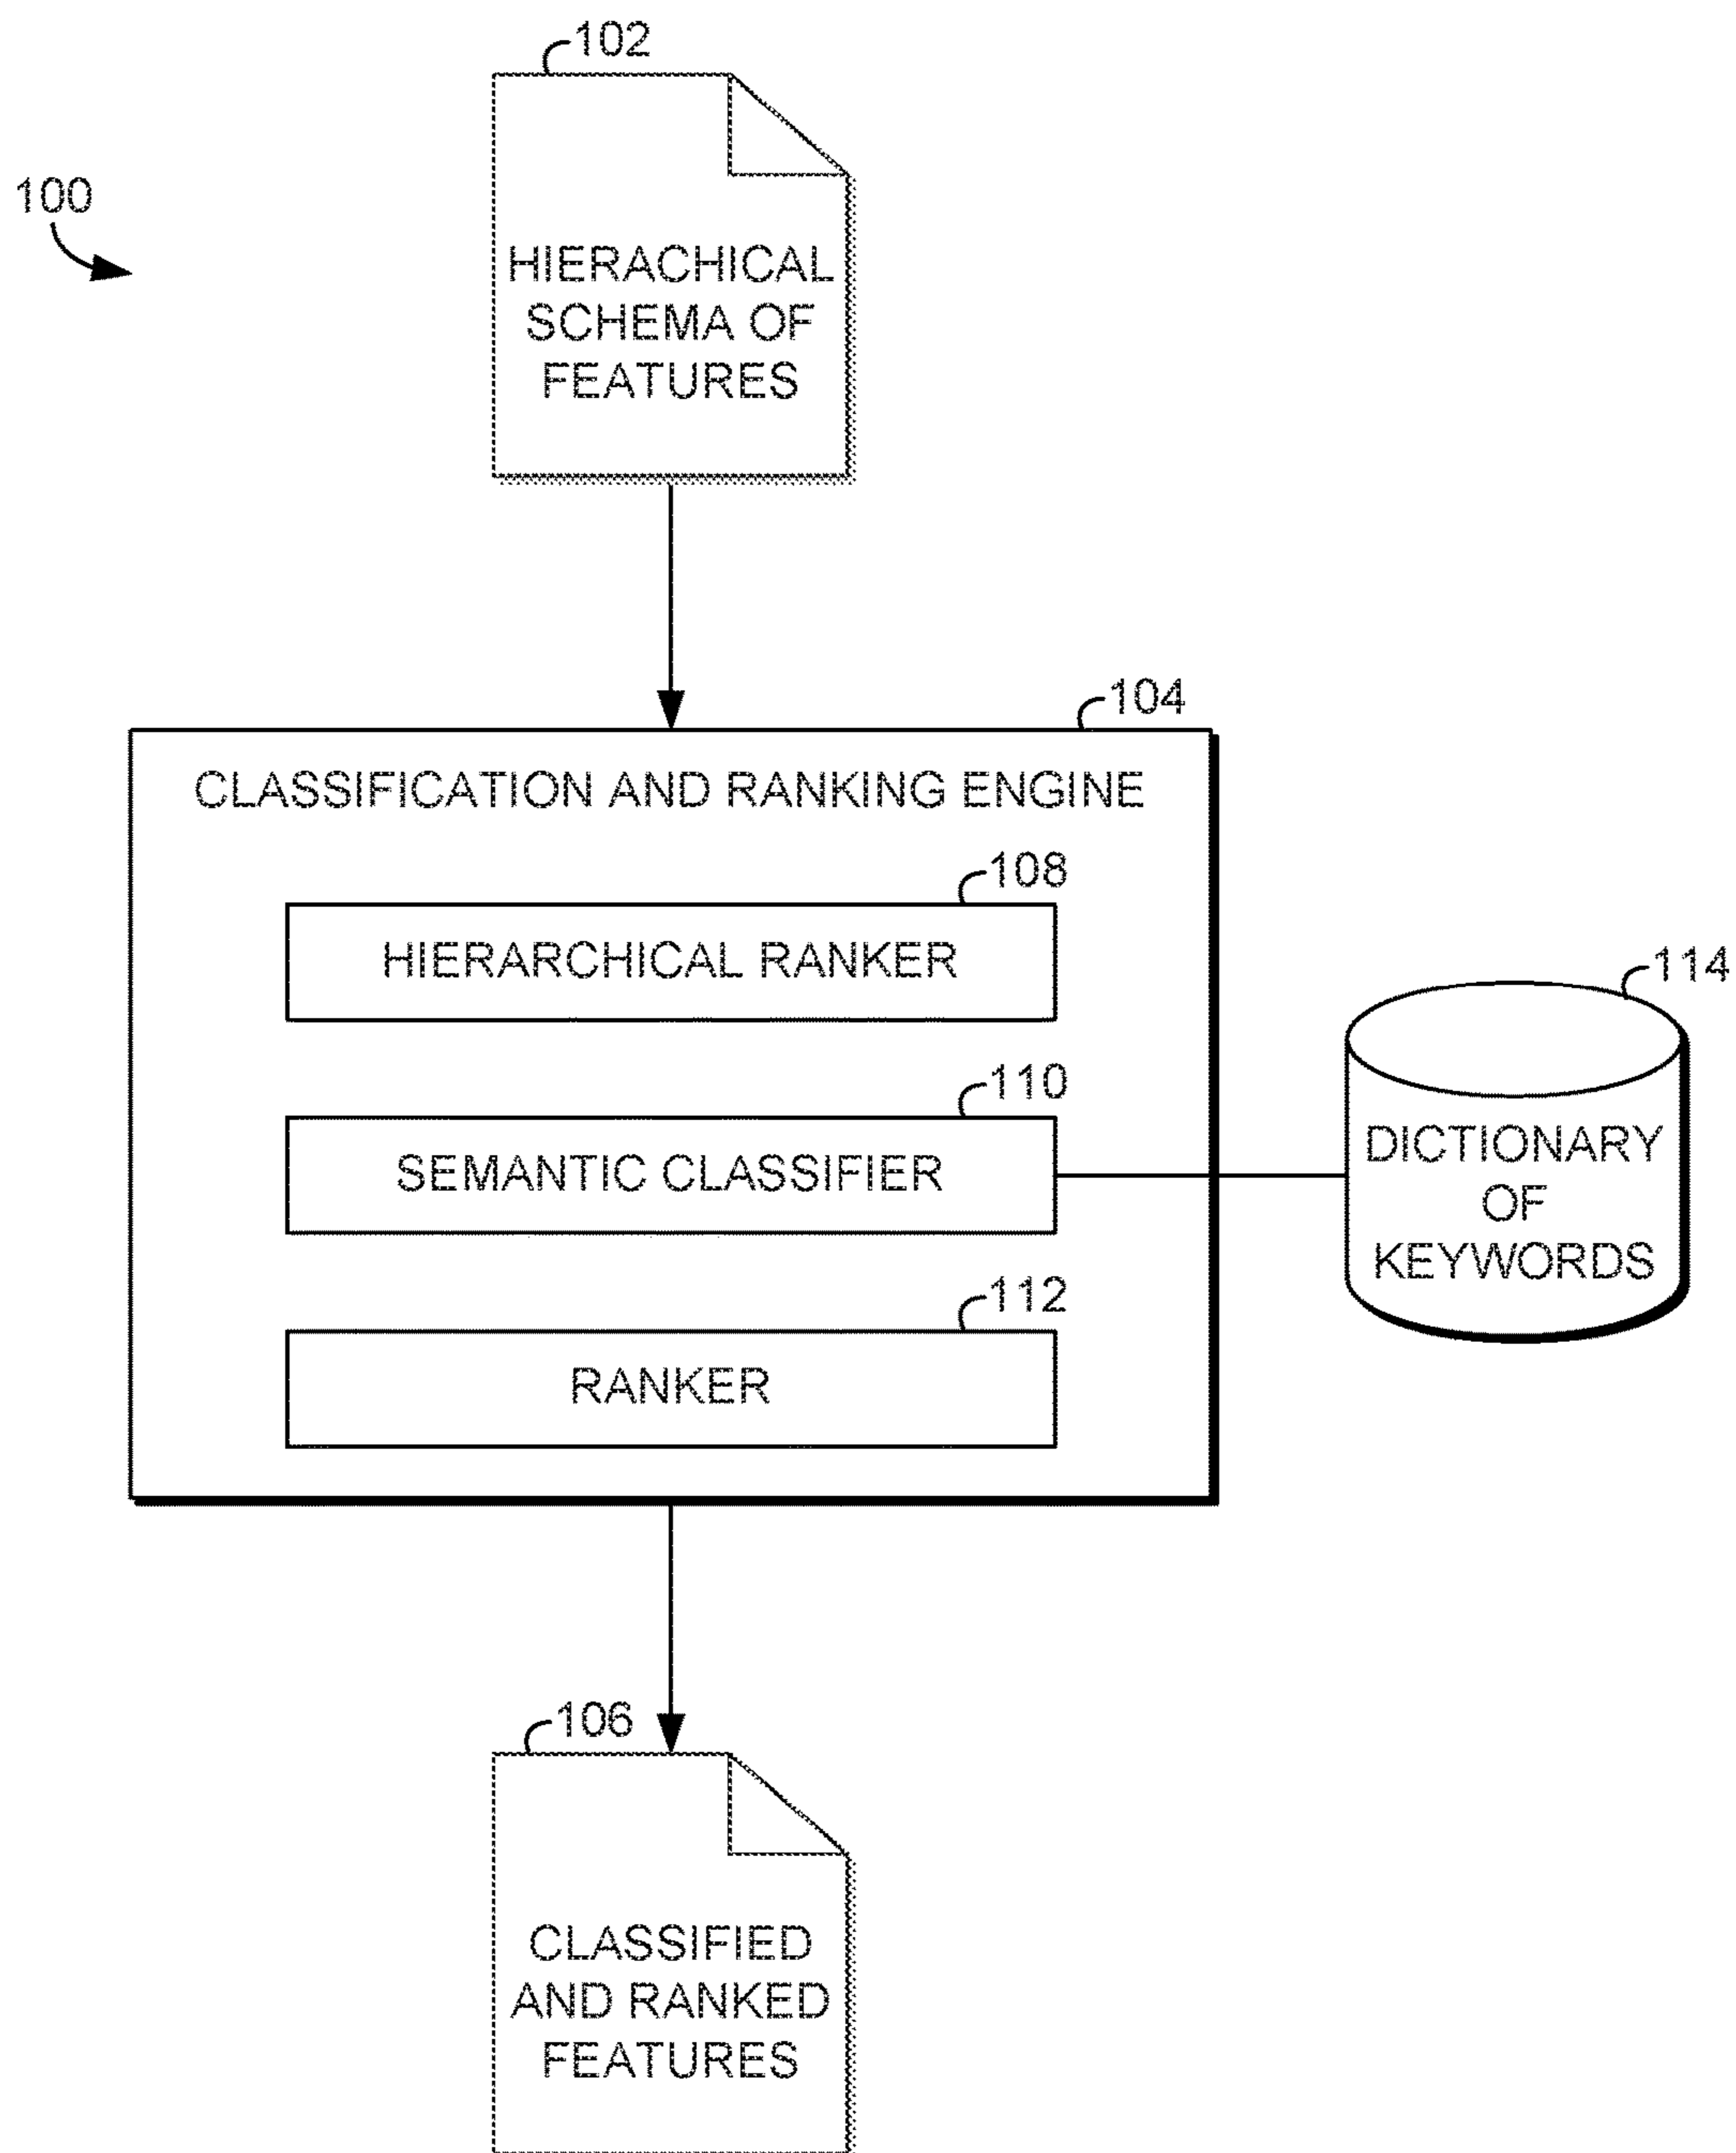 102
100
HIERACHICAL
SCHEMA OF
FEATURES
104
CLASSIFICATION AND RANKING ENGINE
108
HIERARCHICAL RANKER
114
110
SEMANTIC CLASSIFIER
DICTIONARY
OF
KEYWORDS
112
RANKER
106
CLASSIFIED
AND RANKED
FEATURES